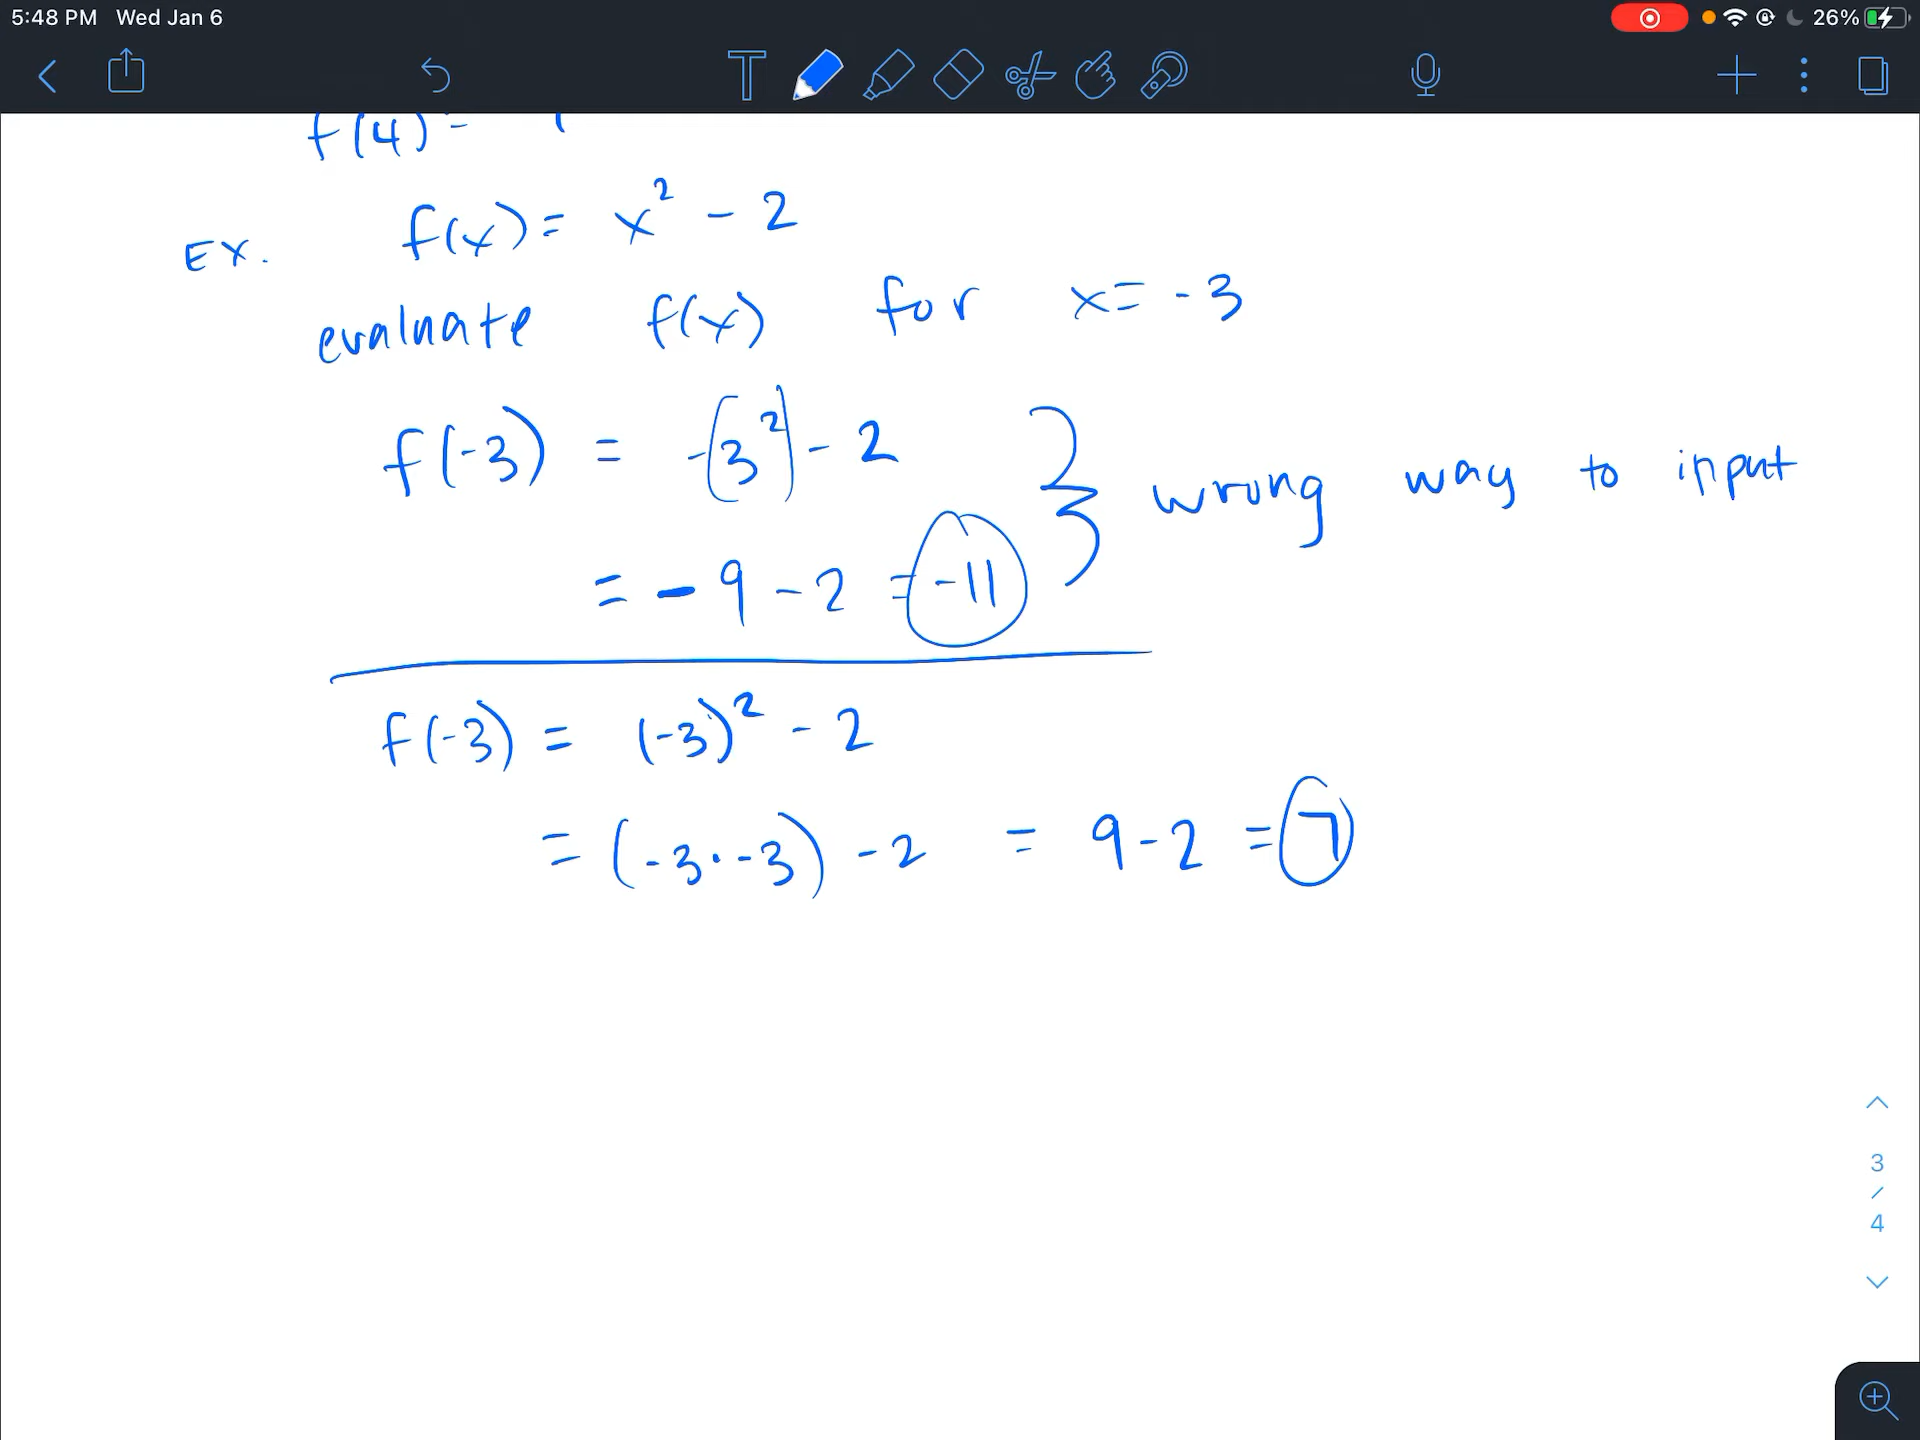 5:48 PM Wed Jan 6
26%
T
f(4) =
Ex. f(x) = x² - 2
evaluate f(x) for x = -3
f(-3) = -(3²) - 2
wrong way to input
= - 9 - 2 = -11
f(-3) = (-3)² - 2
= (-3 · -3) - 2 = 9 - 2 = 7
3
/
4